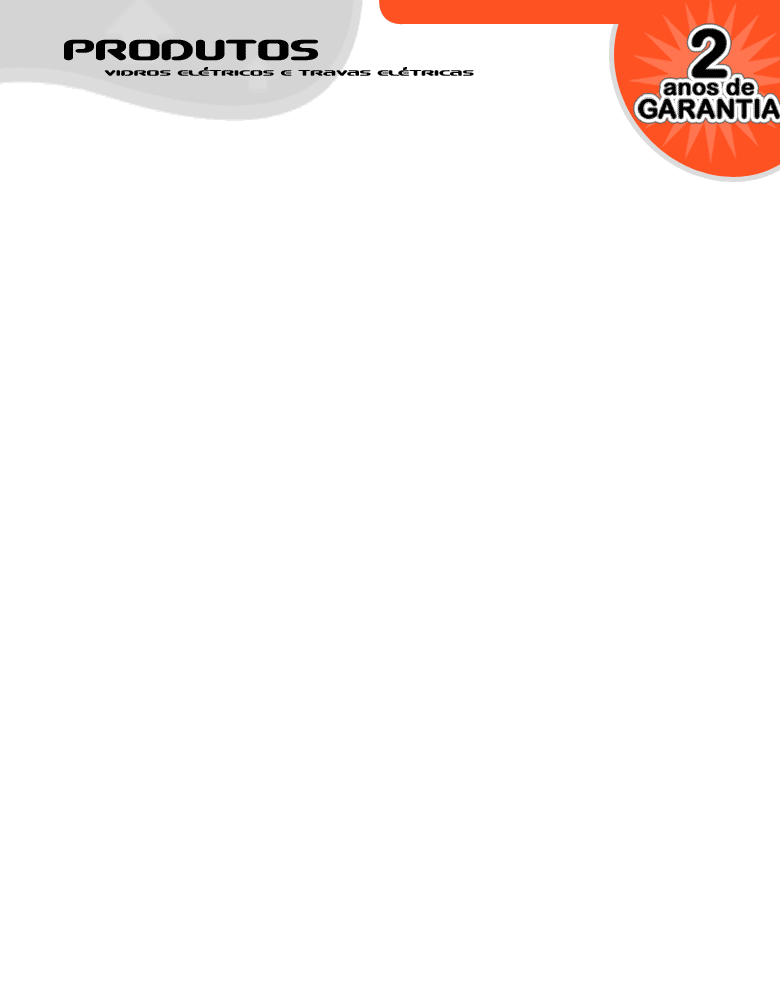 PRODUTOS
VIDROS ELÉTRICOS E TRAVAS ELÉTRICAS
2
anos de
GARANTIA